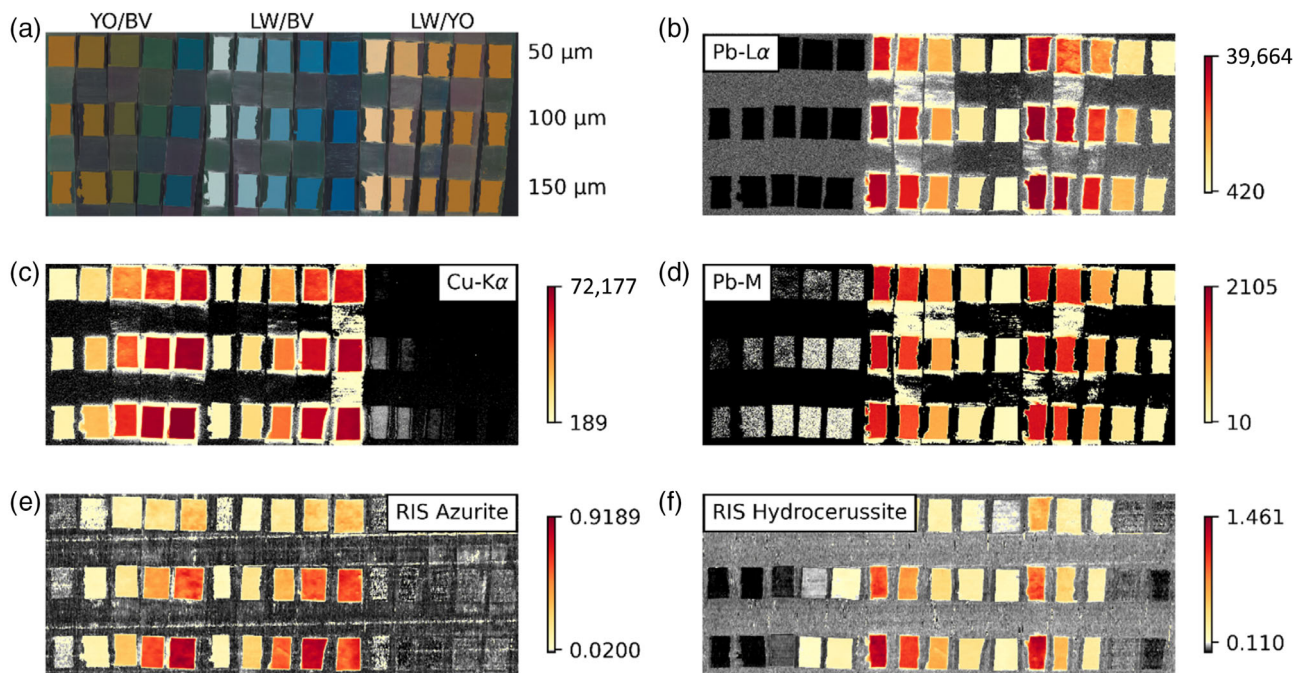 (a)
YO/BV LW/BV LW/YO
50 µm
100 µm
150 µm
(b)
Pb-Lα
39,664
420
(c)
Cu-Kα
72,177
189
(d)
Pb-M
2105
10
(e)
RIS Azurite
0.9189
0.0200
(f)
RIS Hydrocerussite
1.461
0.110